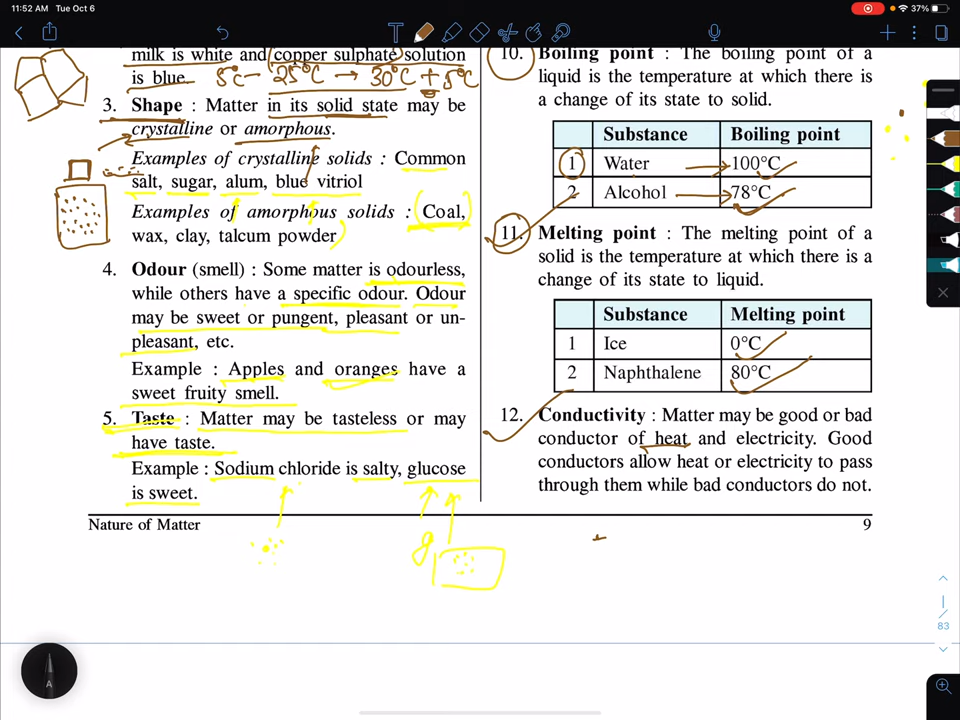 11:52 AM Tue Oct 6
37%
milk is white and copper sulphate solution
is blue. 5°C - 25°C → 30°C ± 5°C
3. Shape : Matter in its solid state may be
crystalline or amorphous.
Examples of crystalline solids : Common
salt, sugar, alum, blue vitriol
Examples of amorphous solids : Coal,
wax, clay, talcum powder
4. Odour (smell) : Some matter is odourless,
while others have a specific odour. Odour
may be sweet or pungent, pleasant or un-
pleasant, etc.
Example : Apples and oranges have a
sweet fruity smell.
5. Taste : Matter may be tasteless or may
have taste.
Example : Sodium chloride is salty, glucose
is sweet.
10. Boiling point : The boiling point of a
liquid is the temperature at which there is
a change of its state to solid.
Substance Boiling point
1 Water 100°C
2 Alcohol 78°C
11. Melting point : The melting point of a
solid is the temperature at which there is a
change of its state to liquid.
Substance Melting point
1 Ice 0°C
2 Naphthalene 80°C
12. Conductivity : Matter may be good or bad
conductor of heat and electricity. Good
conductors allow heat or electricity to pass
through them while bad conductors do not.
Nature of Matter 9
1
/
83
A